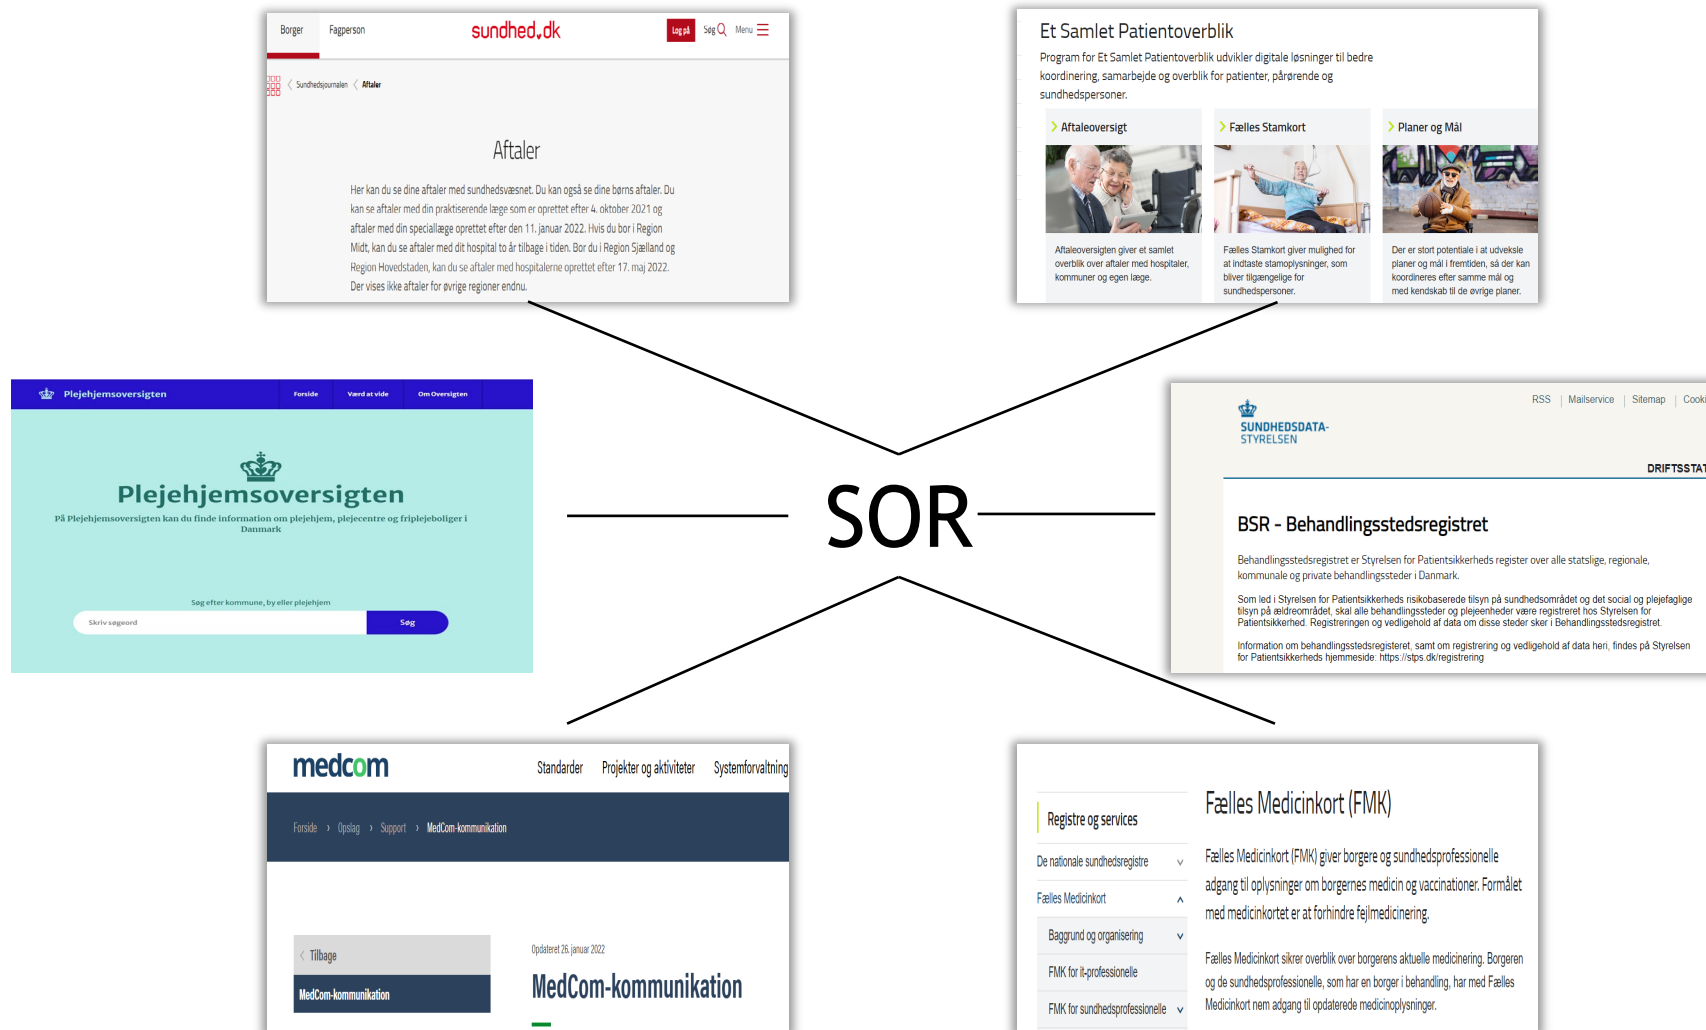 Borger
Fagperson
sundhed.dk
Log på
Søg
Menu
Sundhedsjournalen
Aftaler
Aftaler
Her kan du se dine aftaler med sundhedsvæsnet. Du kan også se dine børns aftaler. Du
kan se aftaler med din praktiserende læge som er oprettet efter 4. oktober 2021 og
aftaler med din speciallæge oprettet efter den 11. januar 2022. Hvis du bor i Region
Midt, kan du se aftaler med dit hospital to år tilbage i tiden. Bor du i Region Sjælland og
Region Hovedstaden, kan du se aftaler med hospitalerne oprettet efter 17. maj 2022.
Der vises ikke aftaler for øvrige regioner endnu.
Et Samlet Patientoverblik
Program for Et Samlet Patientoverblik udvikler digitale løsninger til bedre
koordinering, samarbejde og overblik for patienter, pårørende og
sundhedspersoner.
Aftaleoversigt
Aftaleoversigten giver et samlet
overblik over aftaler med hospitaler,
kommuner og egen læge.
Fælles Stamkort
Fælles Stamkort giver mulighed for
at indtaste stamoplysninger, som
bliver tilgængelige for
sundhedspersoner.
Planer og Mål
Der er stort potentiale i at udveksle
planer og mål i fremtiden, så der kan
koordineres efter samme mål og
med kendskab til de øvrige planer.
Plejehjemsoversigten
Forside
Værd at vide
Om Oversigten
Plejehjemsoversigten
På Plejehjemsoversigten kan du finde information om plejehjem, plejecentre og friplejeboliger i
Danmark
Søg efter kommune, by eller plejehjem
Skriv søgeord
Søg
SOR
RSS | Mailservice | Sitemap | Cooki
SUNDHEDSDATA-
STYRELSEN
DRIFTSSTAT
BSR - Behandlingsstedsregistret
Behandlingsstedsregistret er Styrelsen for Patientsikkerheds register over alle statslige, regionale,
kommunale og private behandlingssteder i Danmark.
Som led i Styrelsen for Patientsikkerheds risikobaserede tilsyn på sundhedsområdet og det social og plejefaglige
tilsyn på ældreområdet, skal alle behandlingssteder og plejeenheder være registreret hos Styrelsen for
Patientsikkerhed. Registreringen og vedligehold af data om disse steder sker i Behandlingsstedsregistret.
Information om behandlingsstedsregisteret, samt om registrering og vedligehold af data heri, findes på Styrelsen
for Patientsikkerheds hjemmeside: https://stps.dk/registrering
medcom
Standarder
Projekter og aktiviteter
Systemforvaltning
Forside › Opslag › Support › MedCom-kommunikation
Tilbage
MedCom-kommunikation
Opdateret 26. januar 2022
MedCom-kommunikation
Registre og services
De nationale sundhedsregistre
Fælles Medicinkort
Baggrund og organisering
FMK for it-professionelle
FMK for sundhedsprofessionelle
Fælles Medicinkort (FMK)
Fælles Medicinkort (FMK) giver borgere og sundhedsprofessionelle
adgang til oplysninger om borgernes medicin og vaccinationer. Formålet
med medicinkortet er at forhindre fejlmedicinering.
Fælles Medicinkort sikrer overblik over borgerens aktuelle medicinering. Borgeren
og de sundhedsprofessionelle, som har en borger i behandling, har med Fælles
Medicinkort nem adgang til opdaterede medicinoplysninger.